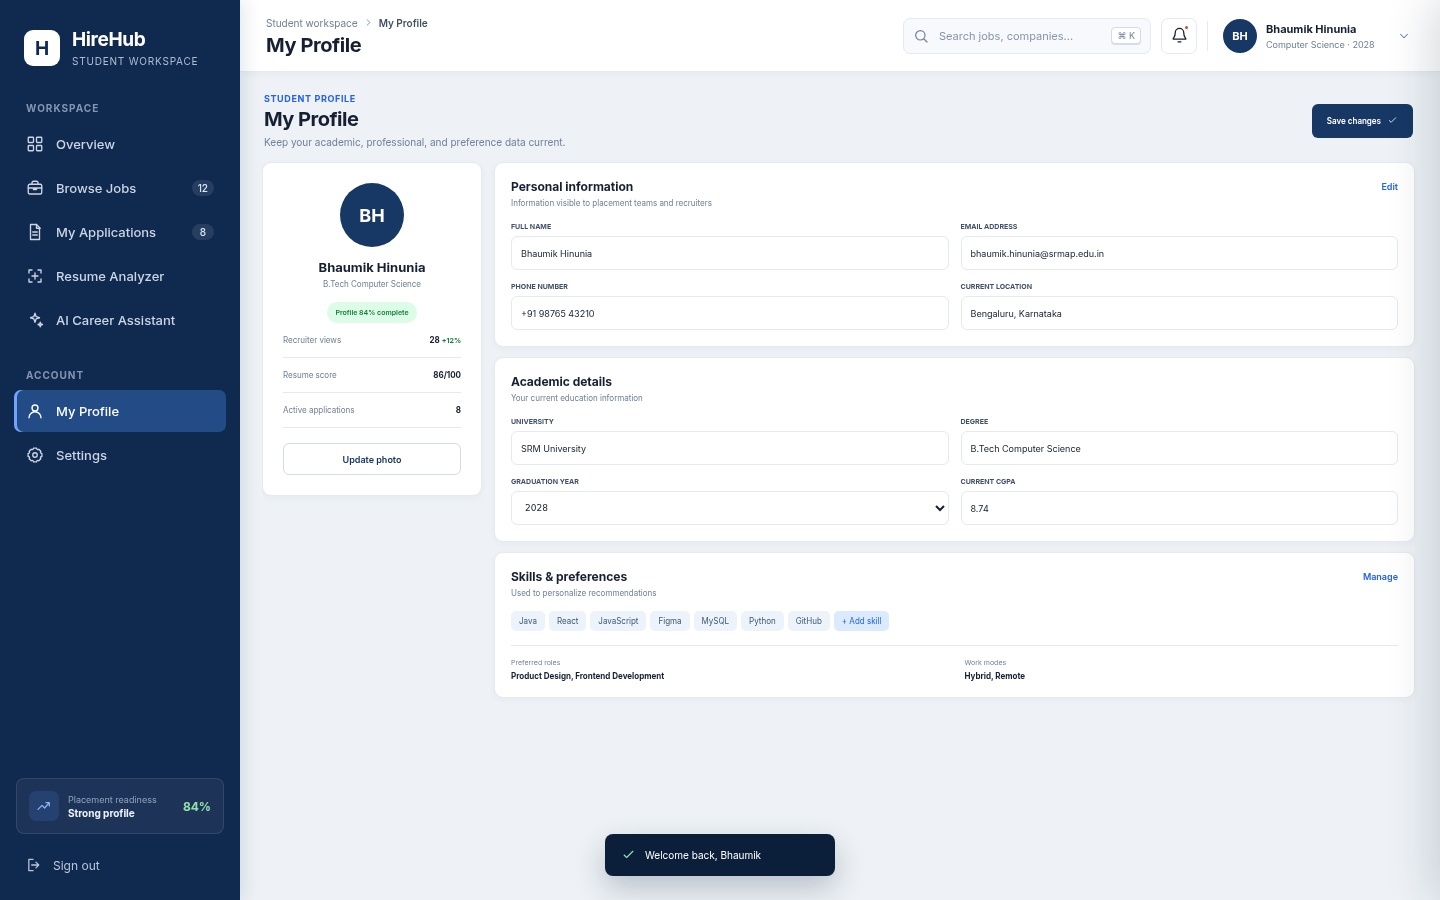 H
HireHub
STUDENT WORKSPACE
WORKSPACE
Overview
Browse Jobs 12
My Applications 8
Resume Analyzer
AI Career Assistant
ACCOUNT
My Profile
Settings
Placement readiness
Strong profile
84%
Sign out
Student workspace > My Profile
My Profile
Search jobs, companies... ⌘ K
BH
Bhaumik Hinunia
Computer Science · 2028
STUDENT PROFILE
My Profile
Keep your academic, professional, and preference data current.
Save changes
BH
Bhaumik Hinunia
B.Tech Computer Science
Profile 84% complete
Recruiter views 28 +12%
Resume score 86/100
Active applications 8
Update photo
Personal information
Edit
Information visible to placement teams and recruiters
FULL NAME
Bhaumik Hinunia
EMAIL ADDRESS
bhaumik.hinunia@srmap.edu.in
PHONE NUMBER
+91 98765 43210
CURRENT LOCATION
Bengaluru, Karnataka
Academic details
Your current education information
UNIVERSITY
SRM University
DEGREE
B.Tech Computer Science
GRADUATION YEAR
2028
CURRENT CGPA
8.74
Skills & preferences
Manage
Used to personalize recommendations
Java React JavaScript Figma MySQL Python GitHub + Add skill
Preferred roles
Product Design, Frontend Development
Work modes
Hybrid, Remote
Welcome back, Bhaumik